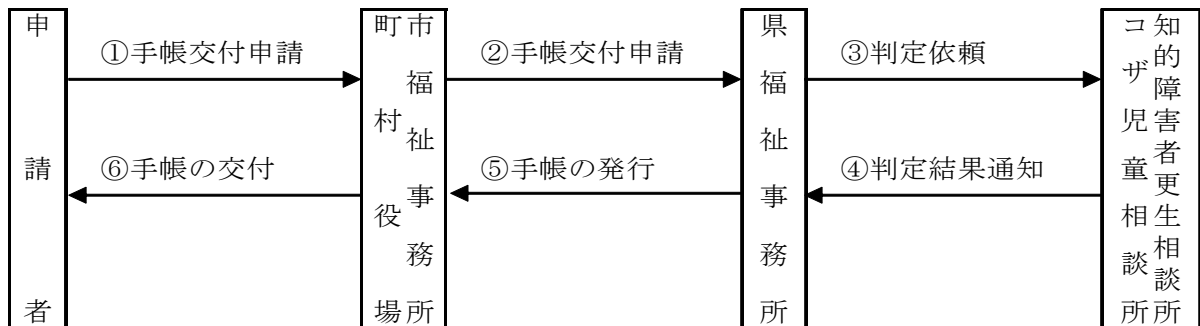 申請者
①手帳交付申請
⑥手帳の交付
市福祉事務所
町村役場
②手帳交付申請
⑤手帳の発行
県福祉事務所
③判定依頼
④判定結果通知
知的障害者更生相談所
コザ児童相談所